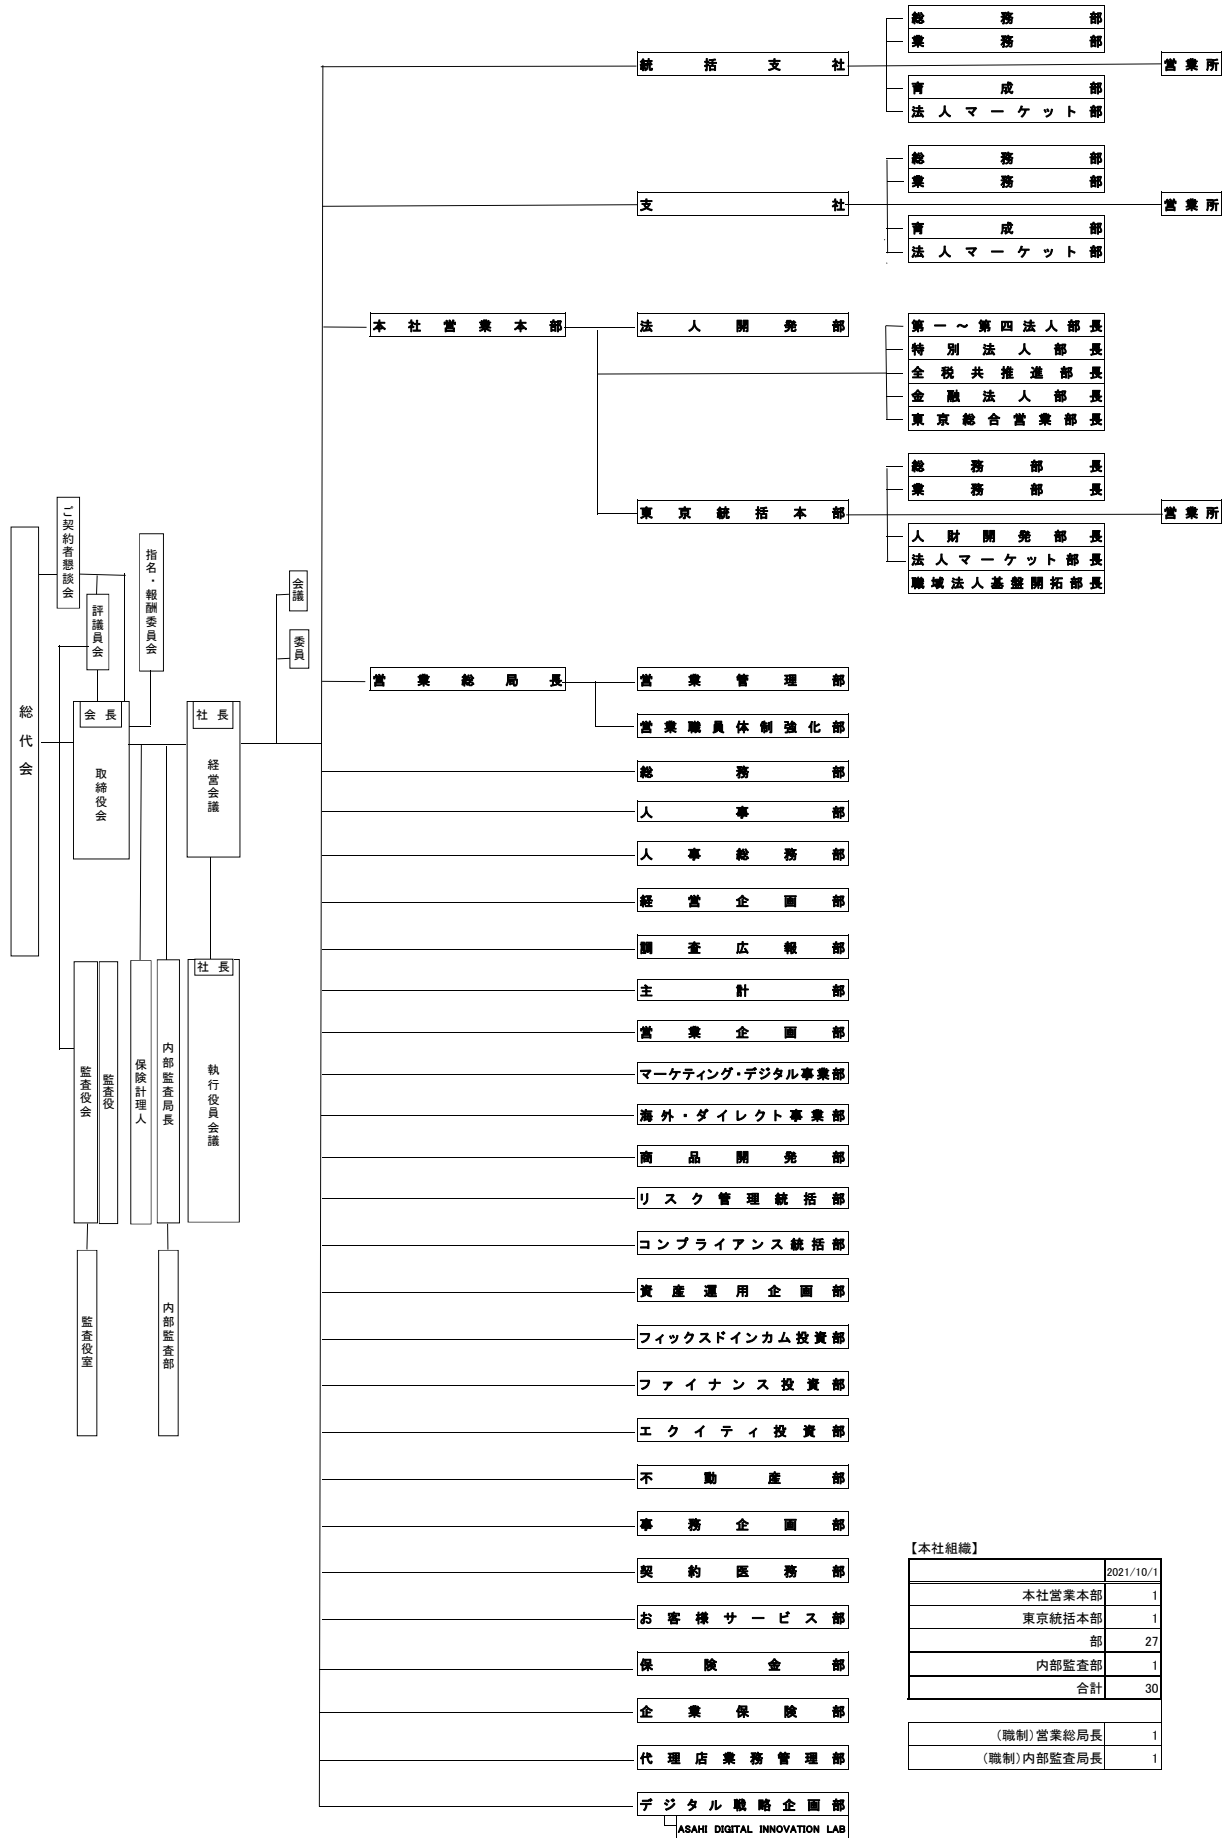 総代会
ご契約者懇談会
評議員会
指名・報酬委員会
会長
取締役会
社長
経営会議
会議
委員
監査役会
監査役
保険計理人
内部監査局長
社長
執行役員会議
監査役室
内部監査部
統括支社
総務部
業務部
育成部
法人マーケット部
営業所
支社
総務部
業務部
育成部
法人マーケット部
営業所
本社営業本部
法人開発部
第一～第四法人部長
特別法人部長
全税共推進部長
金融法人部長
東京総合営業部長
東京統括本部
総務部長
業務部長
人財開発部長
法人マーケット部長
職域法人基盤開拓部長
営業所
営業総局長
営業管理部
営業職員体制強化部
総務部
人事部
人事総務部
経営企画部
調査広報部
主計部
営業企画部
マーケティング・デジタル事業部
海外・ダイレクト事業部
商品開発部
リスク管理統括部
コンプライアンス統括部
資産運用企画部
フィックスドインカム投資部
ファイナンス投資部
エクイティ投資部
不動産部
事務企画部
契約医務部
お客様サービス部
保険金部
企業保険部
代理店業務管理部
デジタル戦略企画部
ASAHI DIGITAL INNOVATION LAB
【本社組織】
2021/10/1
本社営業本部 1
東京統括本部 1
部 27
内部監査部 1
合計 30
(職制)営業総局長 1
(職制)内部監査局長 1